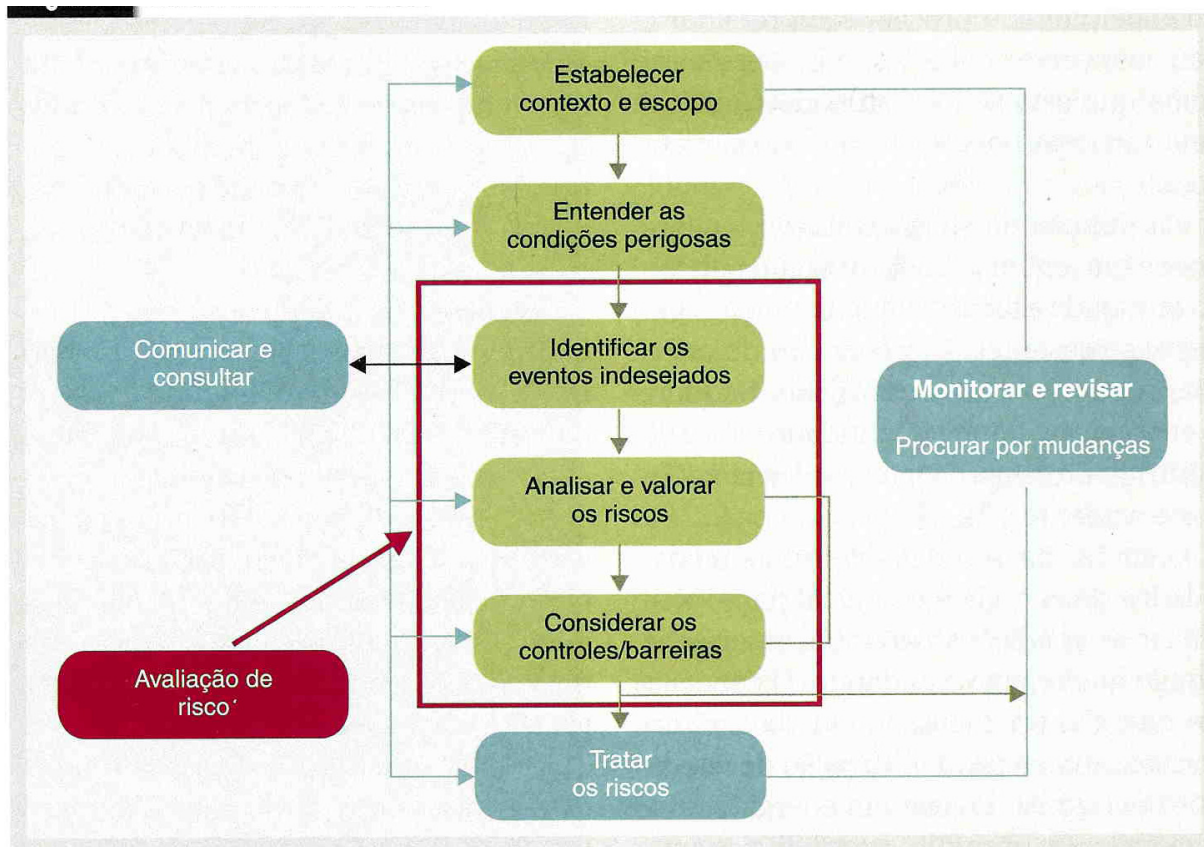 Estabelecer
contexto e escopo
Entender as
condições perigosas
Identificar os
eventos indesejados
Comunicar e
consultar
Monitorar e revisar
Procurar por mudanças
Analisar e valorar
os riscos
Considerar os
controles/barreiras
Avaliação de
risco
Tratar
os riscos